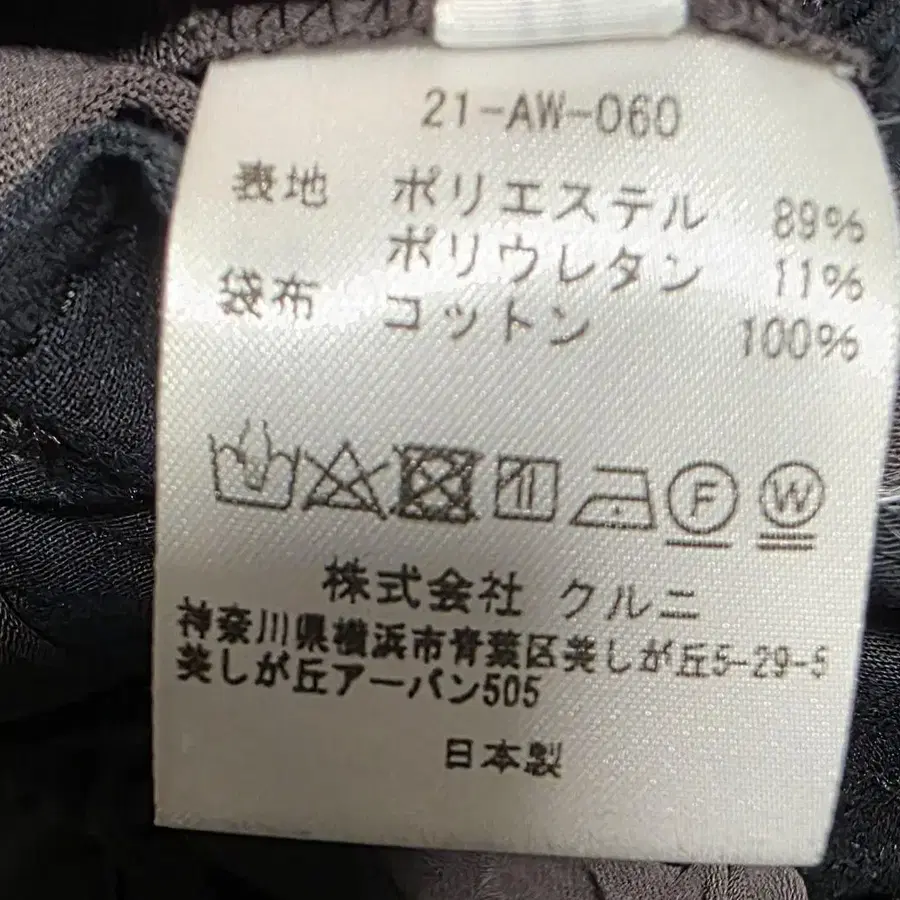 21-AW-060
表地 ポリエステル 89%
ポリウレタン 11%
袋布 コットン 100%
F W
株式会社 クルニ
神奈川県横浜市青葉区美しが丘5-29-5
美しが丘アーバン505
日本製